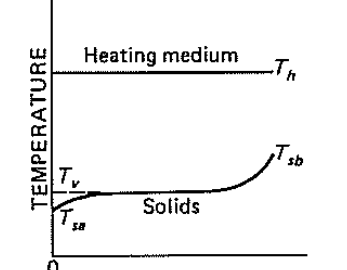 Heating medium
T_h
TEMPERATURE
T_v
T_sb
Solids
T_sa
0